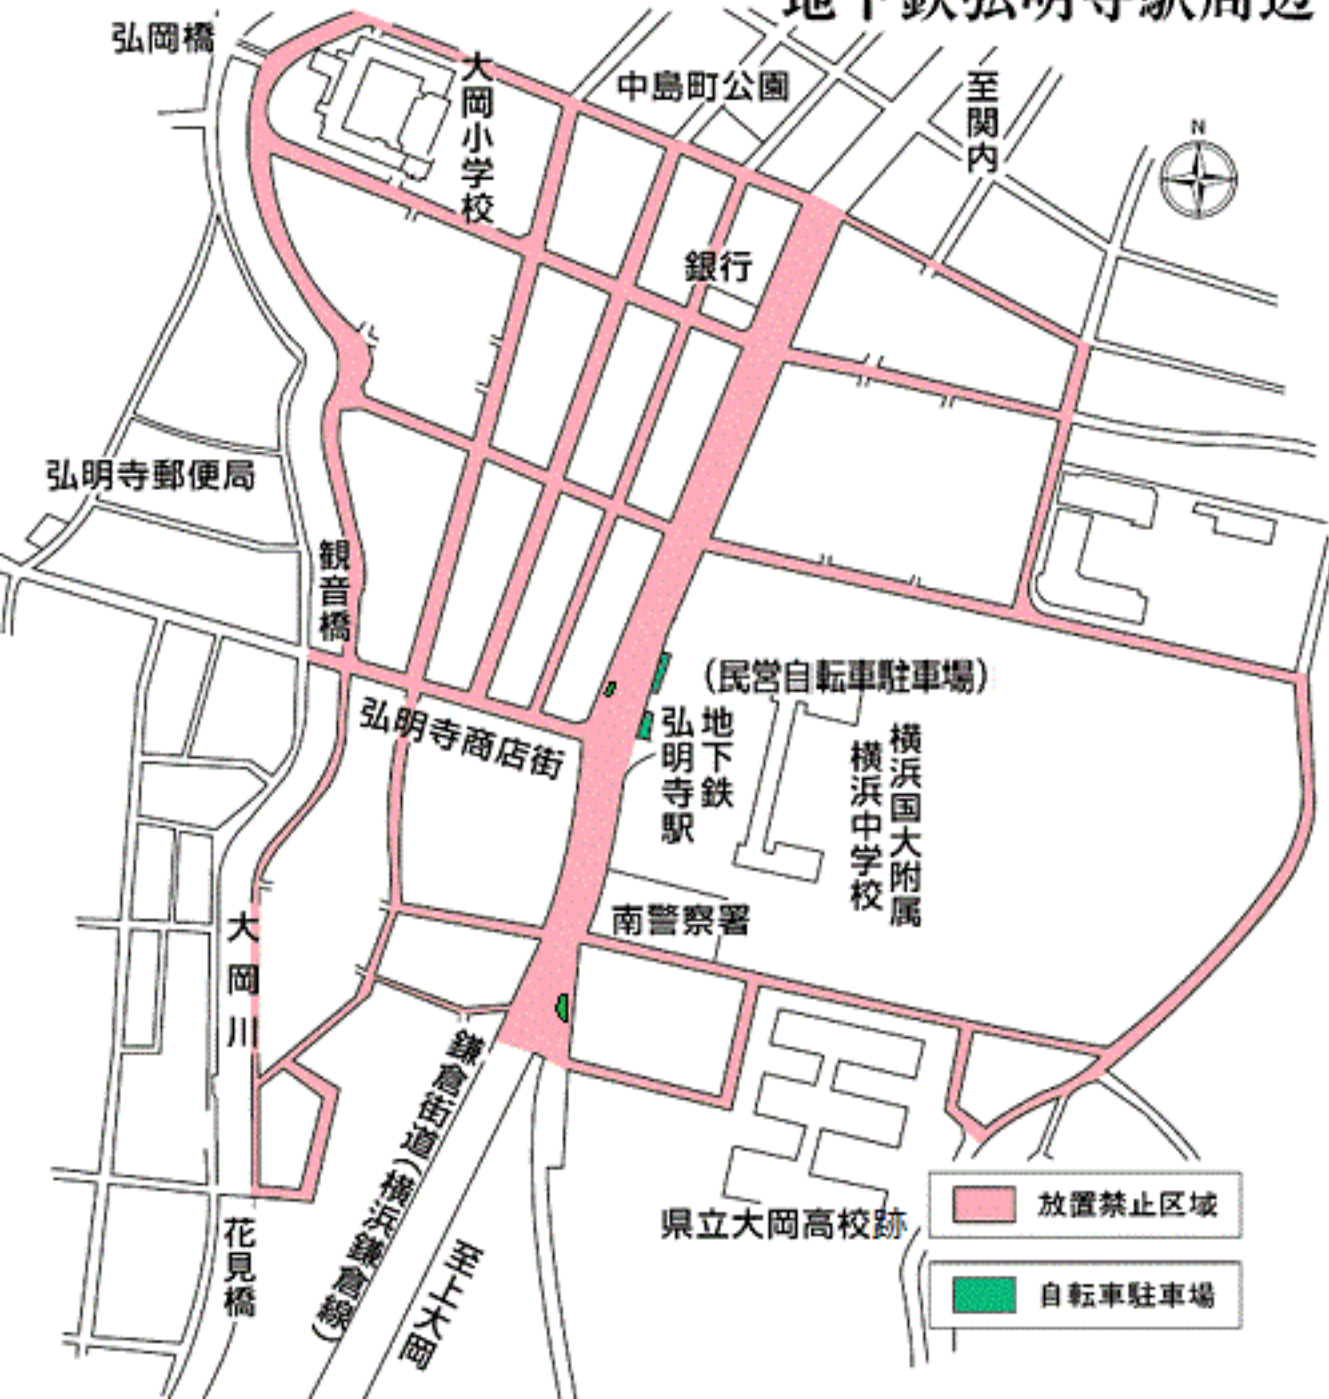 地下鉄弘明寺駅周辺
弘岡橋
大岡小学校
中島町公園
至関内
N
銀行
弘明寺郵便局
観音橋
(民営自転車駐車場)
弘明寺商店街
地下鉄
弘明寺駅
横浜国大附属
横浜中学校
南警察署
大岡川
鎌倉街道(横浜鎌倉線)
至上大岡
県立大岡高校跡
花見橋
放置禁止区域
自転車駐車場